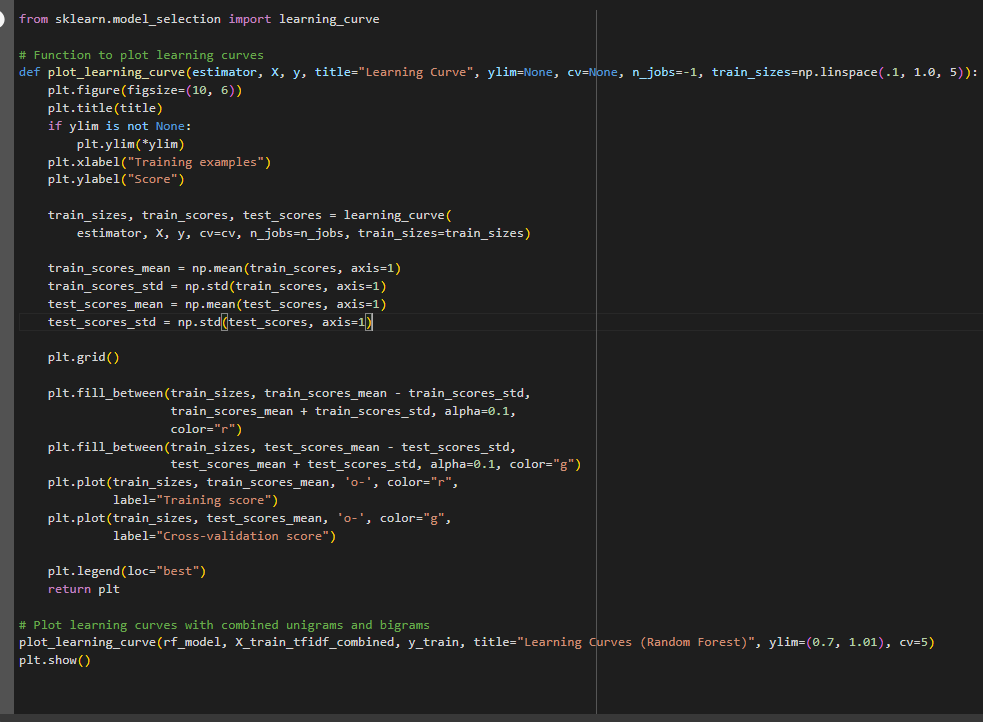 from sklearn.model_selection import learning_curve
# Function to plot learning curves
def plot_learning_curve(estimator, X, y, title="Learning Curve", ylim=None, cv=None, n_jobs=-1, train_sizes=np.linspace(.1, 1.0, 5)):
    plt.figure(figsize=(10, 6))
    plt.title(title)
    if ylim is not None:
        plt.ylim(*ylim)
    plt.xlabel("Training examples")
    plt.ylabel("Score")
    train_sizes, train_scores, test_scores = learning_curve(
        estimator, X, y, cv=cv, n_jobs=n_jobs, train_sizes=train_sizes)
    train_scores_mean = np.mean(train_scores, axis=1)
    train_scores_std = np.std(train_scores, axis=1)
    test_scores_mean = np.mean(test_scores, axis=1)
    test_scores_std = np.std(test_scores, axis=1)
    plt.grid()
    plt.fill_between(train_sizes, train_scores_mean - train_scores_std,
                     train_scores_mean + train_scores_std, alpha=0.1,
                     color="r")
    plt.fill_between(train_sizes, test_scores_mean - test_scores_std,
                     test_scores_mean + test_scores_std, alpha=0.1, color="g")
    plt.plot(train_sizes, train_scores_mean, 'o-', color="r",
             label="Training score")
    plt.plot(train_sizes, test_scores_mean, 'o-', color="g",
             label="Cross-validation score")
    plt.legend(loc="best")
    return plt
# Plot learning curves with combined unigrams and bigrams
plot_learning_curve(rf_model, X_train_tfidf_combined, y_train, title="Learning Curves (Random Forest)", ylim=(0.7, 1.01), cv=5)
plt.show()